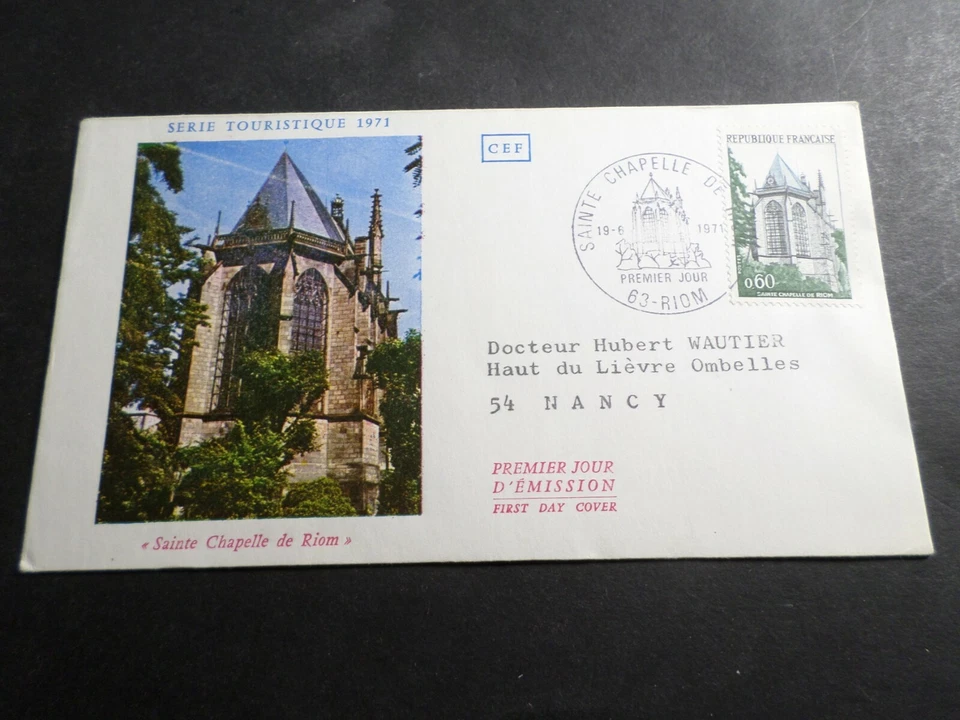 SERIE TOURISTIQUE 1971
CEF
SAINTE CHAPELLE DE
19-6 1971
PREMIER JOUR
63-RIOM
REPUBLIQUE FRANÇAISE
0,60
SAINTE CHAPELLE DE RIOM
Docteur Hubert WAUTIER
Haut du Lièvre Ombelles
54 NANCY
PREMIER JOUR
D'ÉMISSION
FIRST DAY COVER
« Sainte Chapelle de Riom »